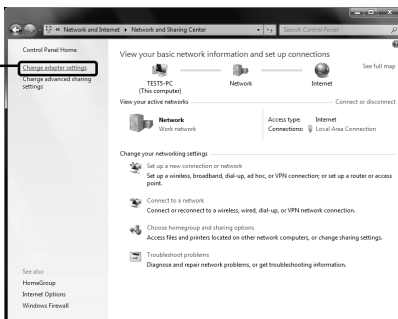 Network and Internet ▸ Network and Sharing Center
Search Control Panel
Control Panel Home
Change adapter settings
Change advanced sharing
settings
View your basic network information and set up connections
See full map
TEST5-PC
(This computer)
Network
Internet
View your active networks
Connect or disconnect
Network
Work network
Access type: Internet
Connections: Local Area Connection
Change your networking settings
Set up a new connection or network
Set up a wireless, broadband, dial-up, ad hoc, or VPN connection; or set up a router or access
point.
Connect to a network
Connect or reconnect to a wireless, wired, dial-up, or VPN network connection.
Choose homegroup and sharing options
Access files and printers located on other network computers, or change sharing settings.
Troubleshoot problems
Diagnose and repair network problems, or get troubleshooting information.
See also
HomeGroup
Internet Options
Windows Firewall